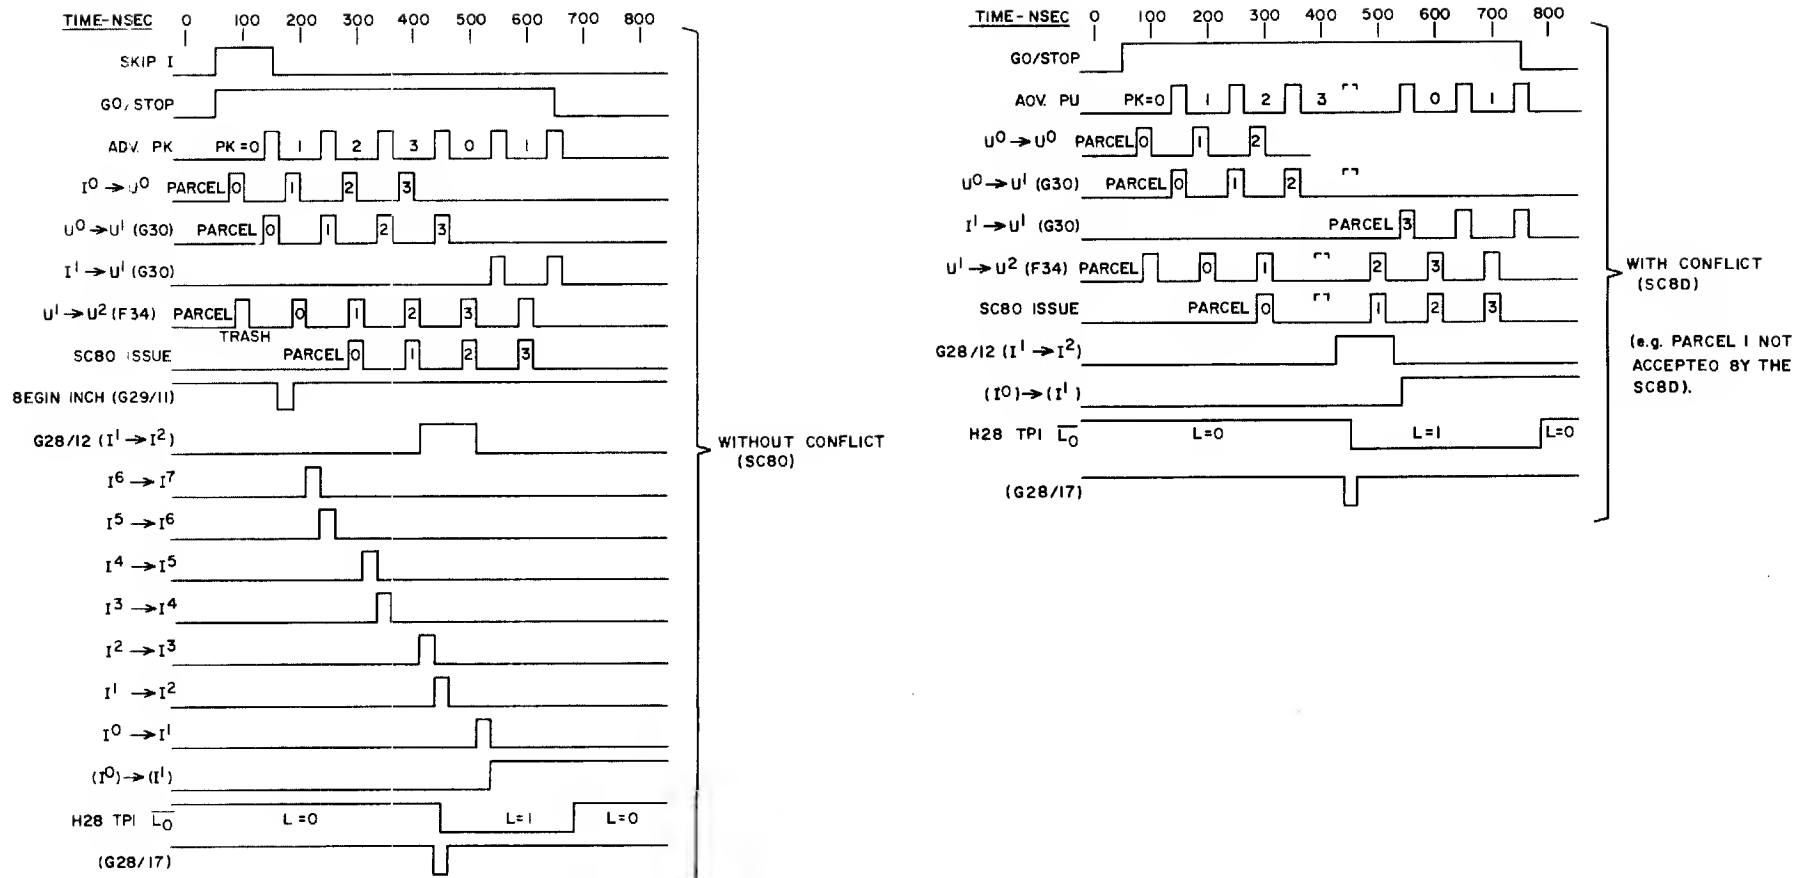 TIME-NSEC 0 100 200 300 400 500 600 700 800
SKIP I
GO/STOP
ADV. PK PK=0 1 2 3 0 1
I⁰ → U⁰ PARCEL 0 1 2 3
U⁰ → U¹ (G30) PARCEL 0 1 2 3
I¹ → U¹ (G30)
U¹ → U² (F34) PARCEL 0 1 2 3
TRASH
SC80 ISSUE PARCEL 0 1 2 3
BEGIN INCH (G29/11)
G28/12 (I¹ → I²)
I⁶ → I⁷
I⁵ → I⁶
I⁴ → I⁵
I³ → I⁴
I² → I³
I¹ → I²
I⁰ → I¹
(I⁰) → (I¹)
H28 TPI L̅₀ L=0 L=1 L=0
(G28/17)
WITHOUT CONFLICT
(SC80)
TIME-NSEC 0 100 200 300 400 500 600 700 800
GO/STOP
AOV. PU PK=0 1 2 3 0 1
U⁰ → U⁰ PARCEL 0 1 2
U⁰ → U¹ (G30) PARCEL 0 1 2
I¹ → U¹ (G30) PARCEL 3
U¹ → U² (F34) PARCEL 0 1 2 3
SC80 ISSUE PARCEL 0 1 2 3
G28/12 (I¹ → I²)
(I⁰) → (I¹)
H28 TPI L̅₀ L=0 L=1 L=0
(G28/17)
WITH CONFLICT
(SC8D)
(e.g. PARCEL 1 NOT
ACCEPTEO BY THE
SC8D).